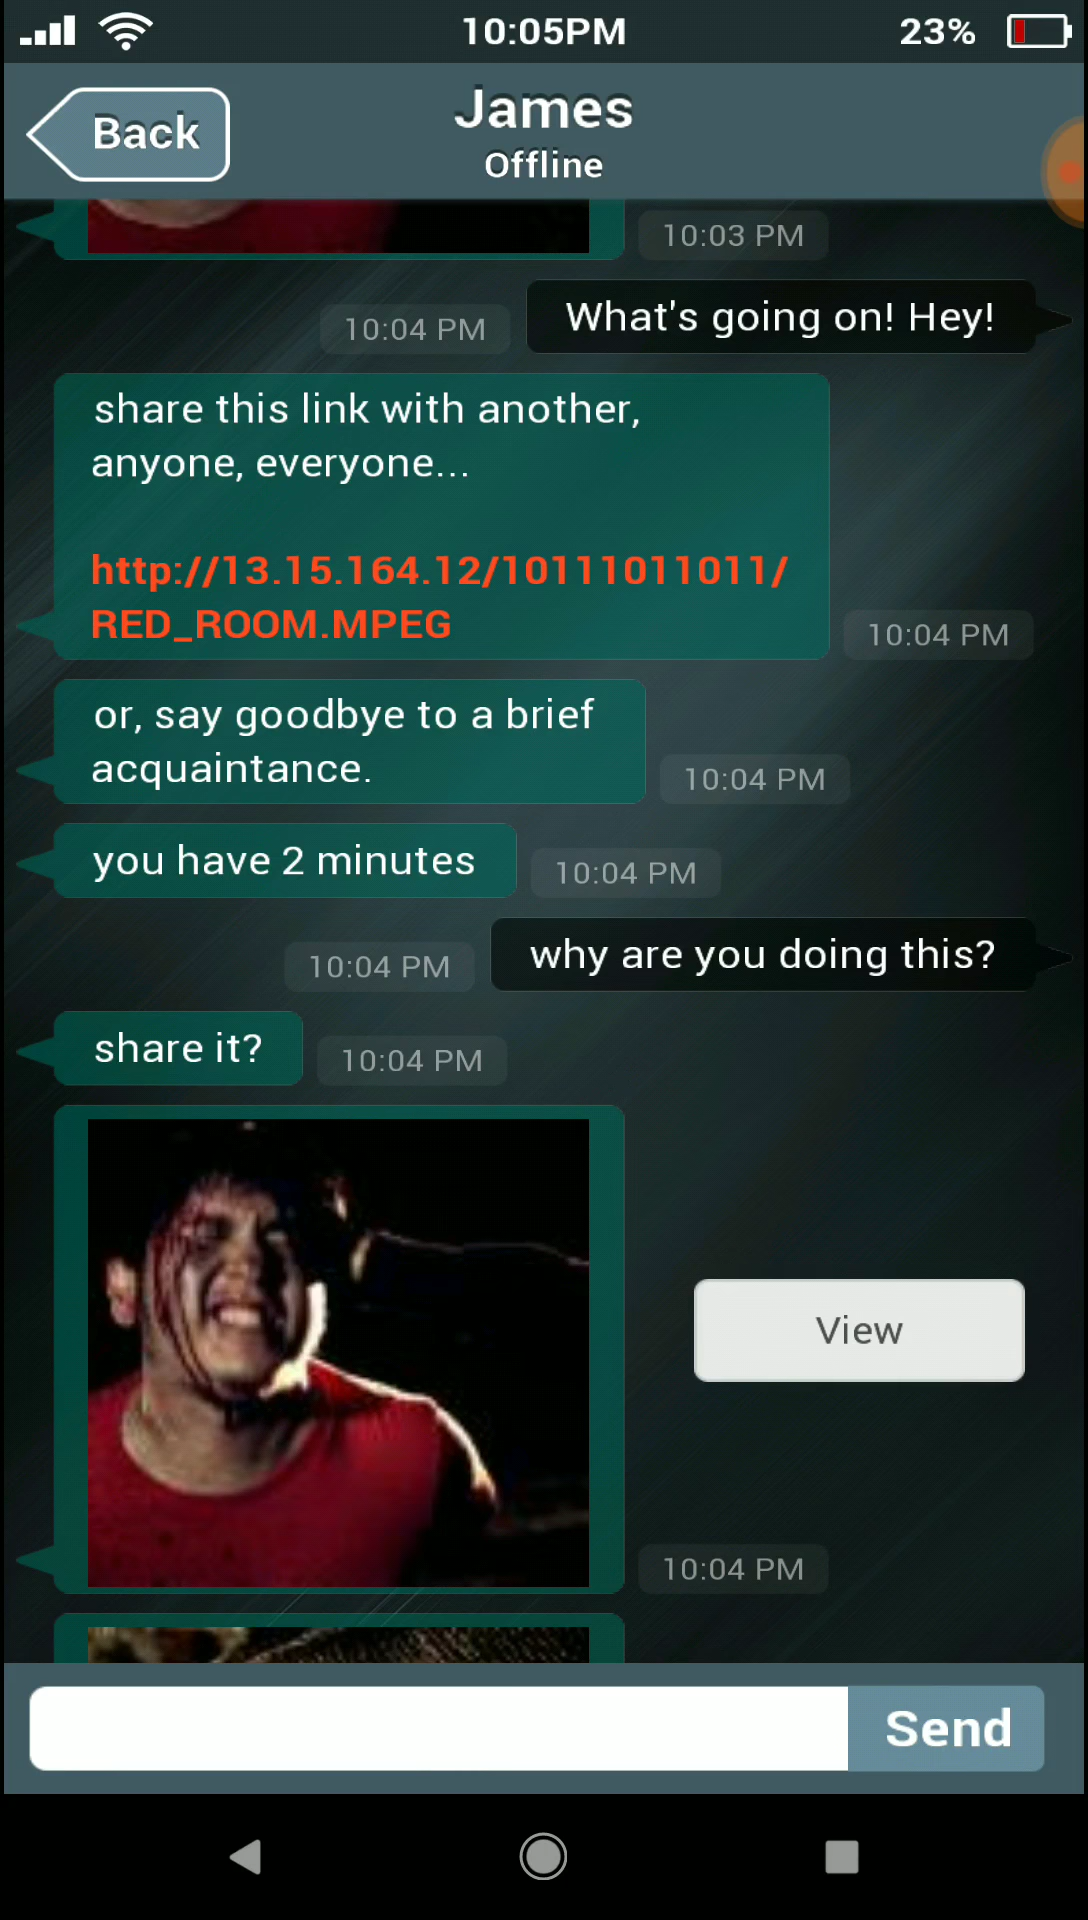 10:05PM
23%
Back
James
Offline
10:03 PM
What's going on! Hey!
10:04 PM
share this link with another,
anyone, everyone...
http://13.15.164.12/10111011011/
RED_ROOM.MPEG
10:04 PM
or, say goodbye to a brief
acquaintance.
10:04 PM
you have 2 minutes
10:04 PM
why are you doing this?
10:04 PM
share it?
10:04 PM
View
10:04 PM
Send